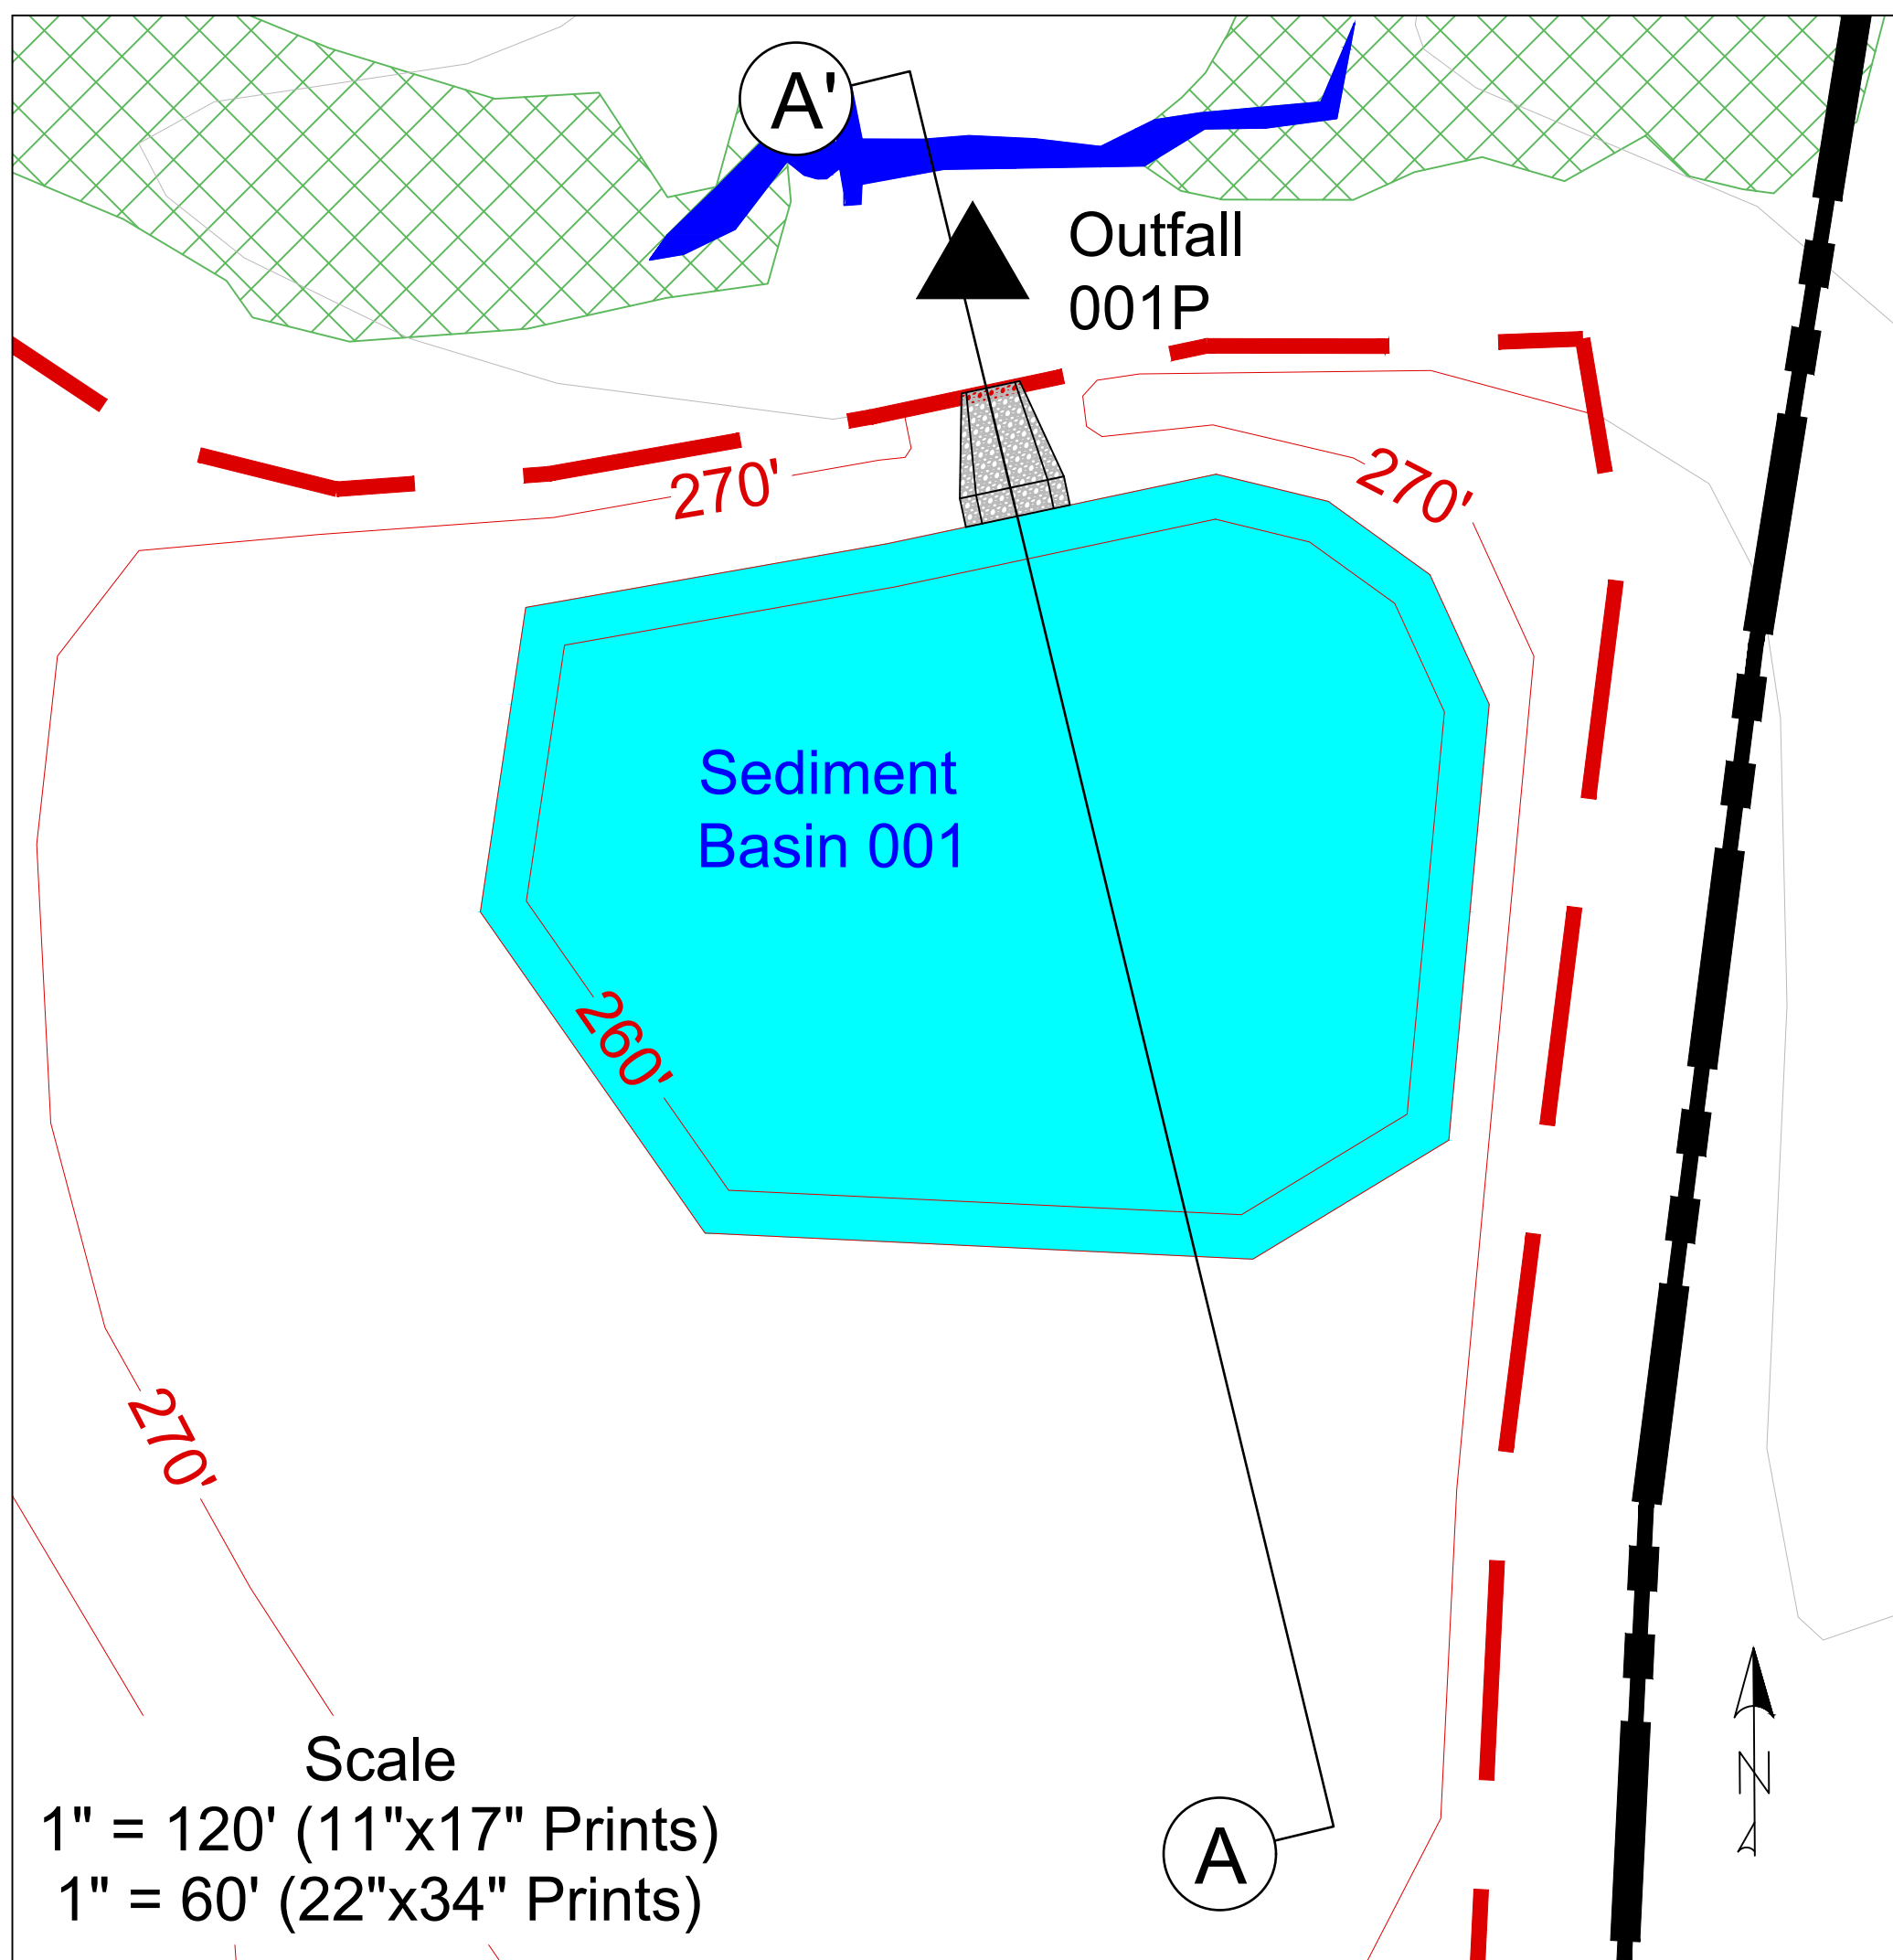 A'
Outfall
001P
270'
270'
Sediment
Basin 001
260'
270'
Scale
1" = 120' (11"x17" Prints)
1" = 60' (22"x34" Prints)
N
A